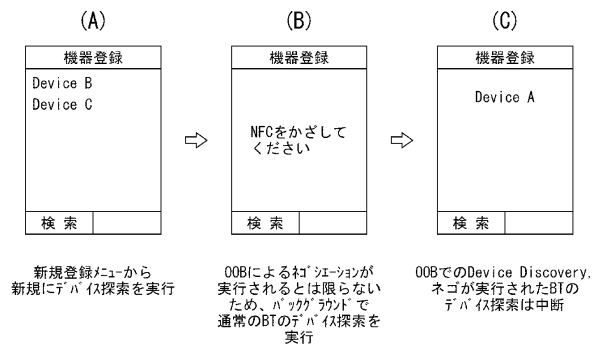 (A)
(B)
(C)
機器登録
機器登録
機器登録
Device B
Device C
NFCをかざして
ください
Device A
検 索
検 索
検 索
新規登録ﾒﾆｭｰから
新規にﾃﾞﾊﾞｲｽ探索を実行
OOBによるﾈｺﾞｼｴｰｼｮﾝが
実行されるとは限らない
ため、ﾊﾞｯｸｸﾞﾗｳﾝﾄﾞで
通常のBTのﾃﾞﾊﾞｲｽ探索を
実行
OOBでのDevice Discovery,
ネゴが実行されたBTの
ﾃﾞﾊﾞｲｽ探索は中断